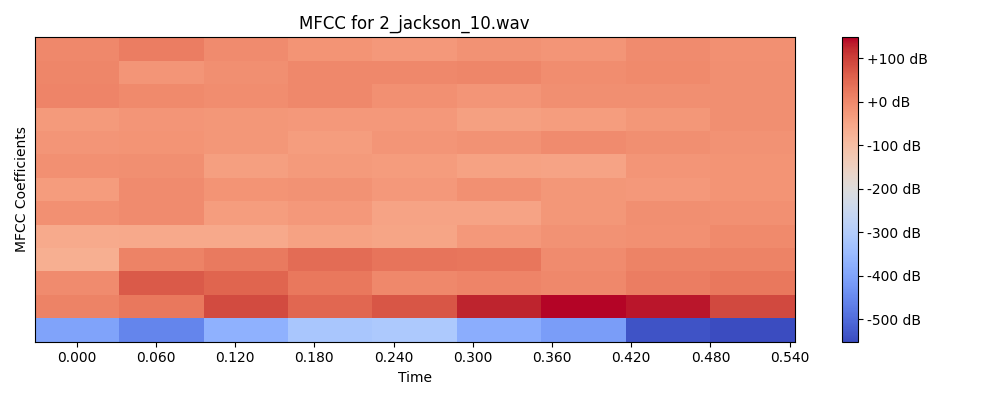 MFCC for 2_jackson_10.wav
MFCC Coefficients
+100 dB
+0 dB
-100 dB
-200 dB
-300 dB
-400 dB
-500 dB
0.000 0.060 0.120 0.180 0.240 0.300 0.360 0.420 0.480 0.540
Time